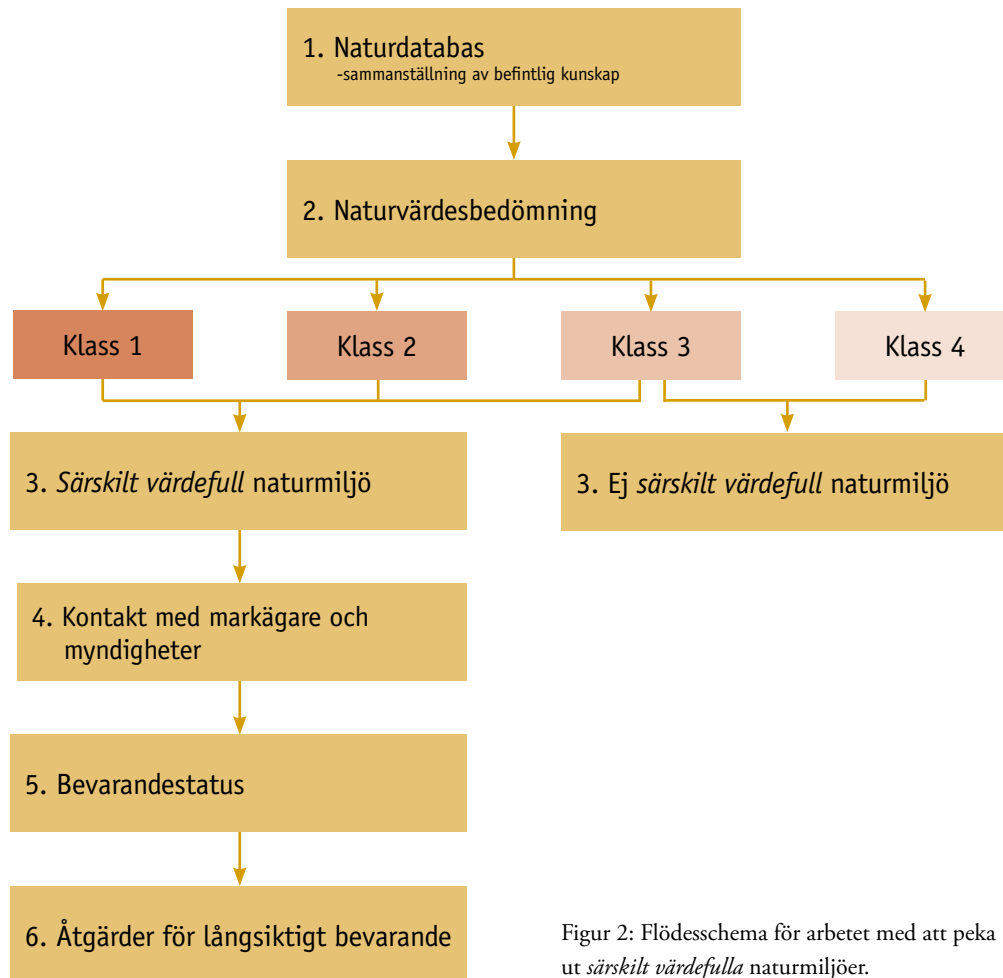 1. Naturdatabas
-sammanställning av befintlig kunskap
2. Naturvärdesbedömning
Klass 1
Klass 2
Klass 3
Klass 4
3. Särskilt värdefull naturmiljö
3. Ej särskilt värdefull naturmiljö
4. Kontakt med markägare och
myndigheter
5. Bevarandestatus
6. Åtgärder för långsiktigt bevarande
Figur 2: Flödesschema för arbetet med att peka
ut särskilt värdefulla naturmiljöer.